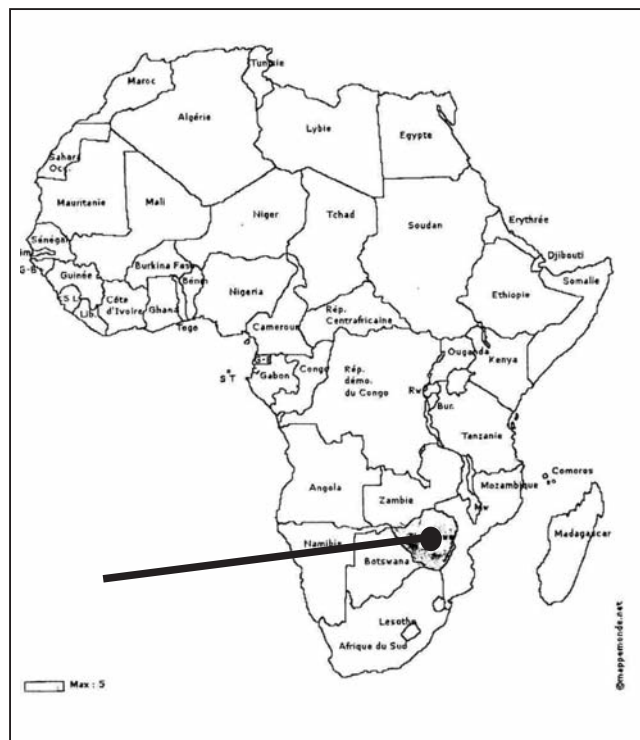 Tunisie
Maroc
Algérie
Lybie
Egypte
Sahara
Occ.
Mauritanie
Mali
Niger
Tchad
Soudan
Erythrée
Sénégal
Djibouti
G-B
Guinée
Burkina Faso
Bénin
Somalie
Ethiopie
S L
Lib.
Côte
d'Ivoire
Ghana
Nigeria
Togo
Cameroun
Rép.
Centrafricaine
Ouganda
Kenya
G-E
Gabon
Congo
Rép.
démo.
du Congo
S T
Rw
Bur.
Tanzanie
Comores
Angola
Mozambique
Zambie
Mw
Madagascar
Namibie
Botswana
Lesotho
Afrique du Sud
Max : 5
©mappemonde.net